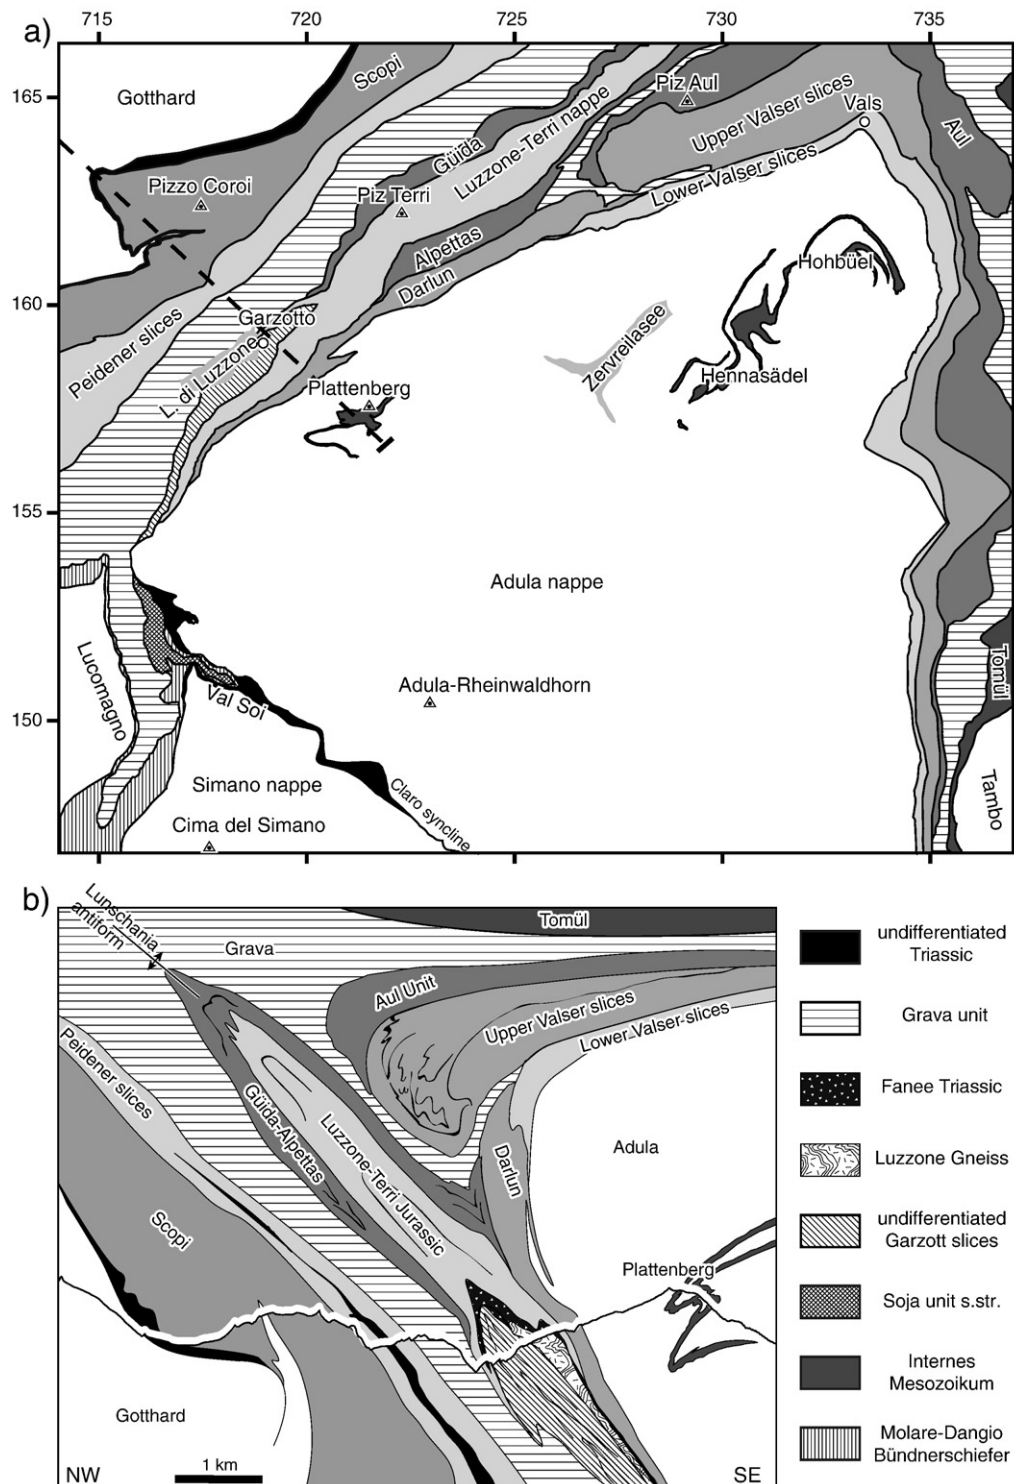 a)
715
720
725
730
735
165
160
155
150
Gotthard
Scopi
Pizzo Coroi
Güida
Luzzone-Terri nappe
Piz Terri
Piz Aul
Upper Valser slices
Vals
Aul
Lower Valser slices
Alpettas
Darlun
Hohbüel
Garzotto
Peidener slices
L. di Luzzone
Plattenberg
Zervreilasee
Hennasädel
Adula nappe
Lucomagno
Val Soi
Adula-Rheinwaldhorn
Tomül
Simano nappe
Cima del Simano
Claro syncline
Tambo
b)
Lunschania
antiform
Grava
Tomül
Aul Unit
Upper Valser slices
Lower Valser slices
Peidener slices
Güida-Alpettas
Luzzone-Terri Jurassic
Darlun
Adula
Scopi
Plattenberg
Gotthard
NW
1 km
SE
undifferentiated
Triassic
Grava unit
Fanee Triassic
Luzzone Gneiss
undifferentiated
Garzott slices
Soja unit s.str.
Internes
Mesozoikum
Molare-Dangio
Bündnerschiefer